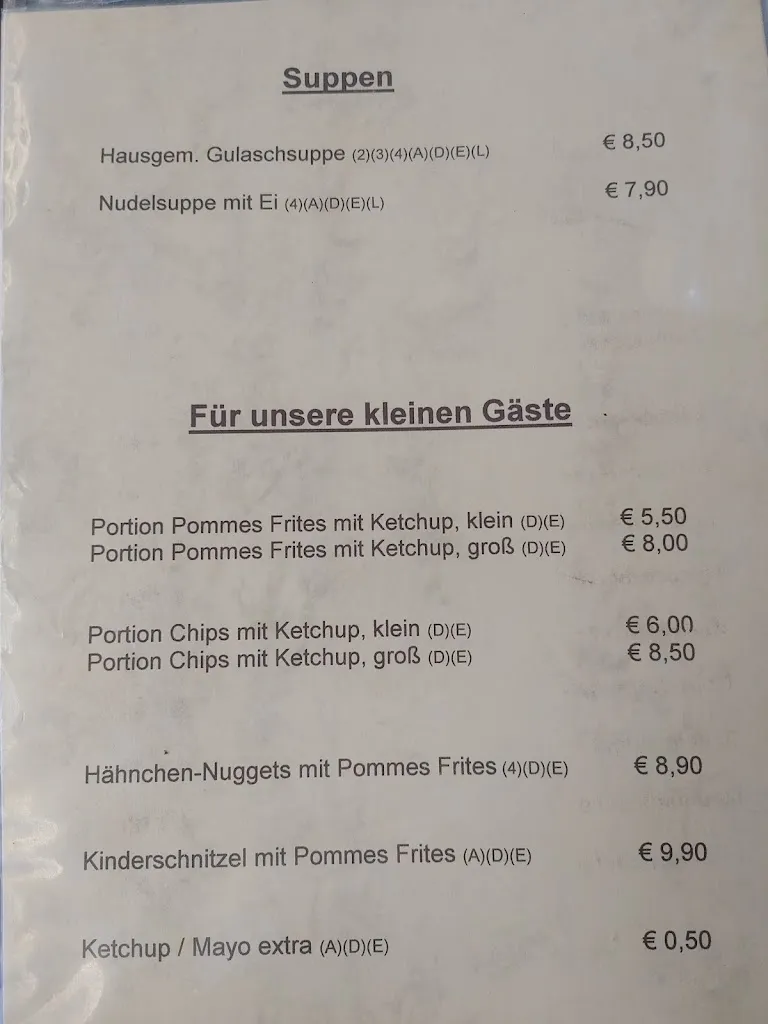 Suppen
Hausgem. Gulaschsuppe (2)(3)(4)(A)(D)(E)(L) € 8,50
Nudelsuppe mit Ei (4)(A)(D)(E)(L) € 7,90
Für unsere kleinen Gäste
Portion Pommes Frites mit Ketchup, klein (D)(E) € 5,50
Portion Pommes Frites mit Ketchup, groß (D)(E) € 8,00
Portion Chips mit Ketchup, klein (D)(E) € 6,00
Portion Chips mit Ketchup, groß (D)(E) € 8,50
Hähnchen-Nuggets mit Pommes Frites (4)(D)(E) € 8,90
Kinderschnitzel mit Pommes Frites (A)(D)(E) € 9,90
Ketchup / Mayo extra (A)(D)(E) € 0,50